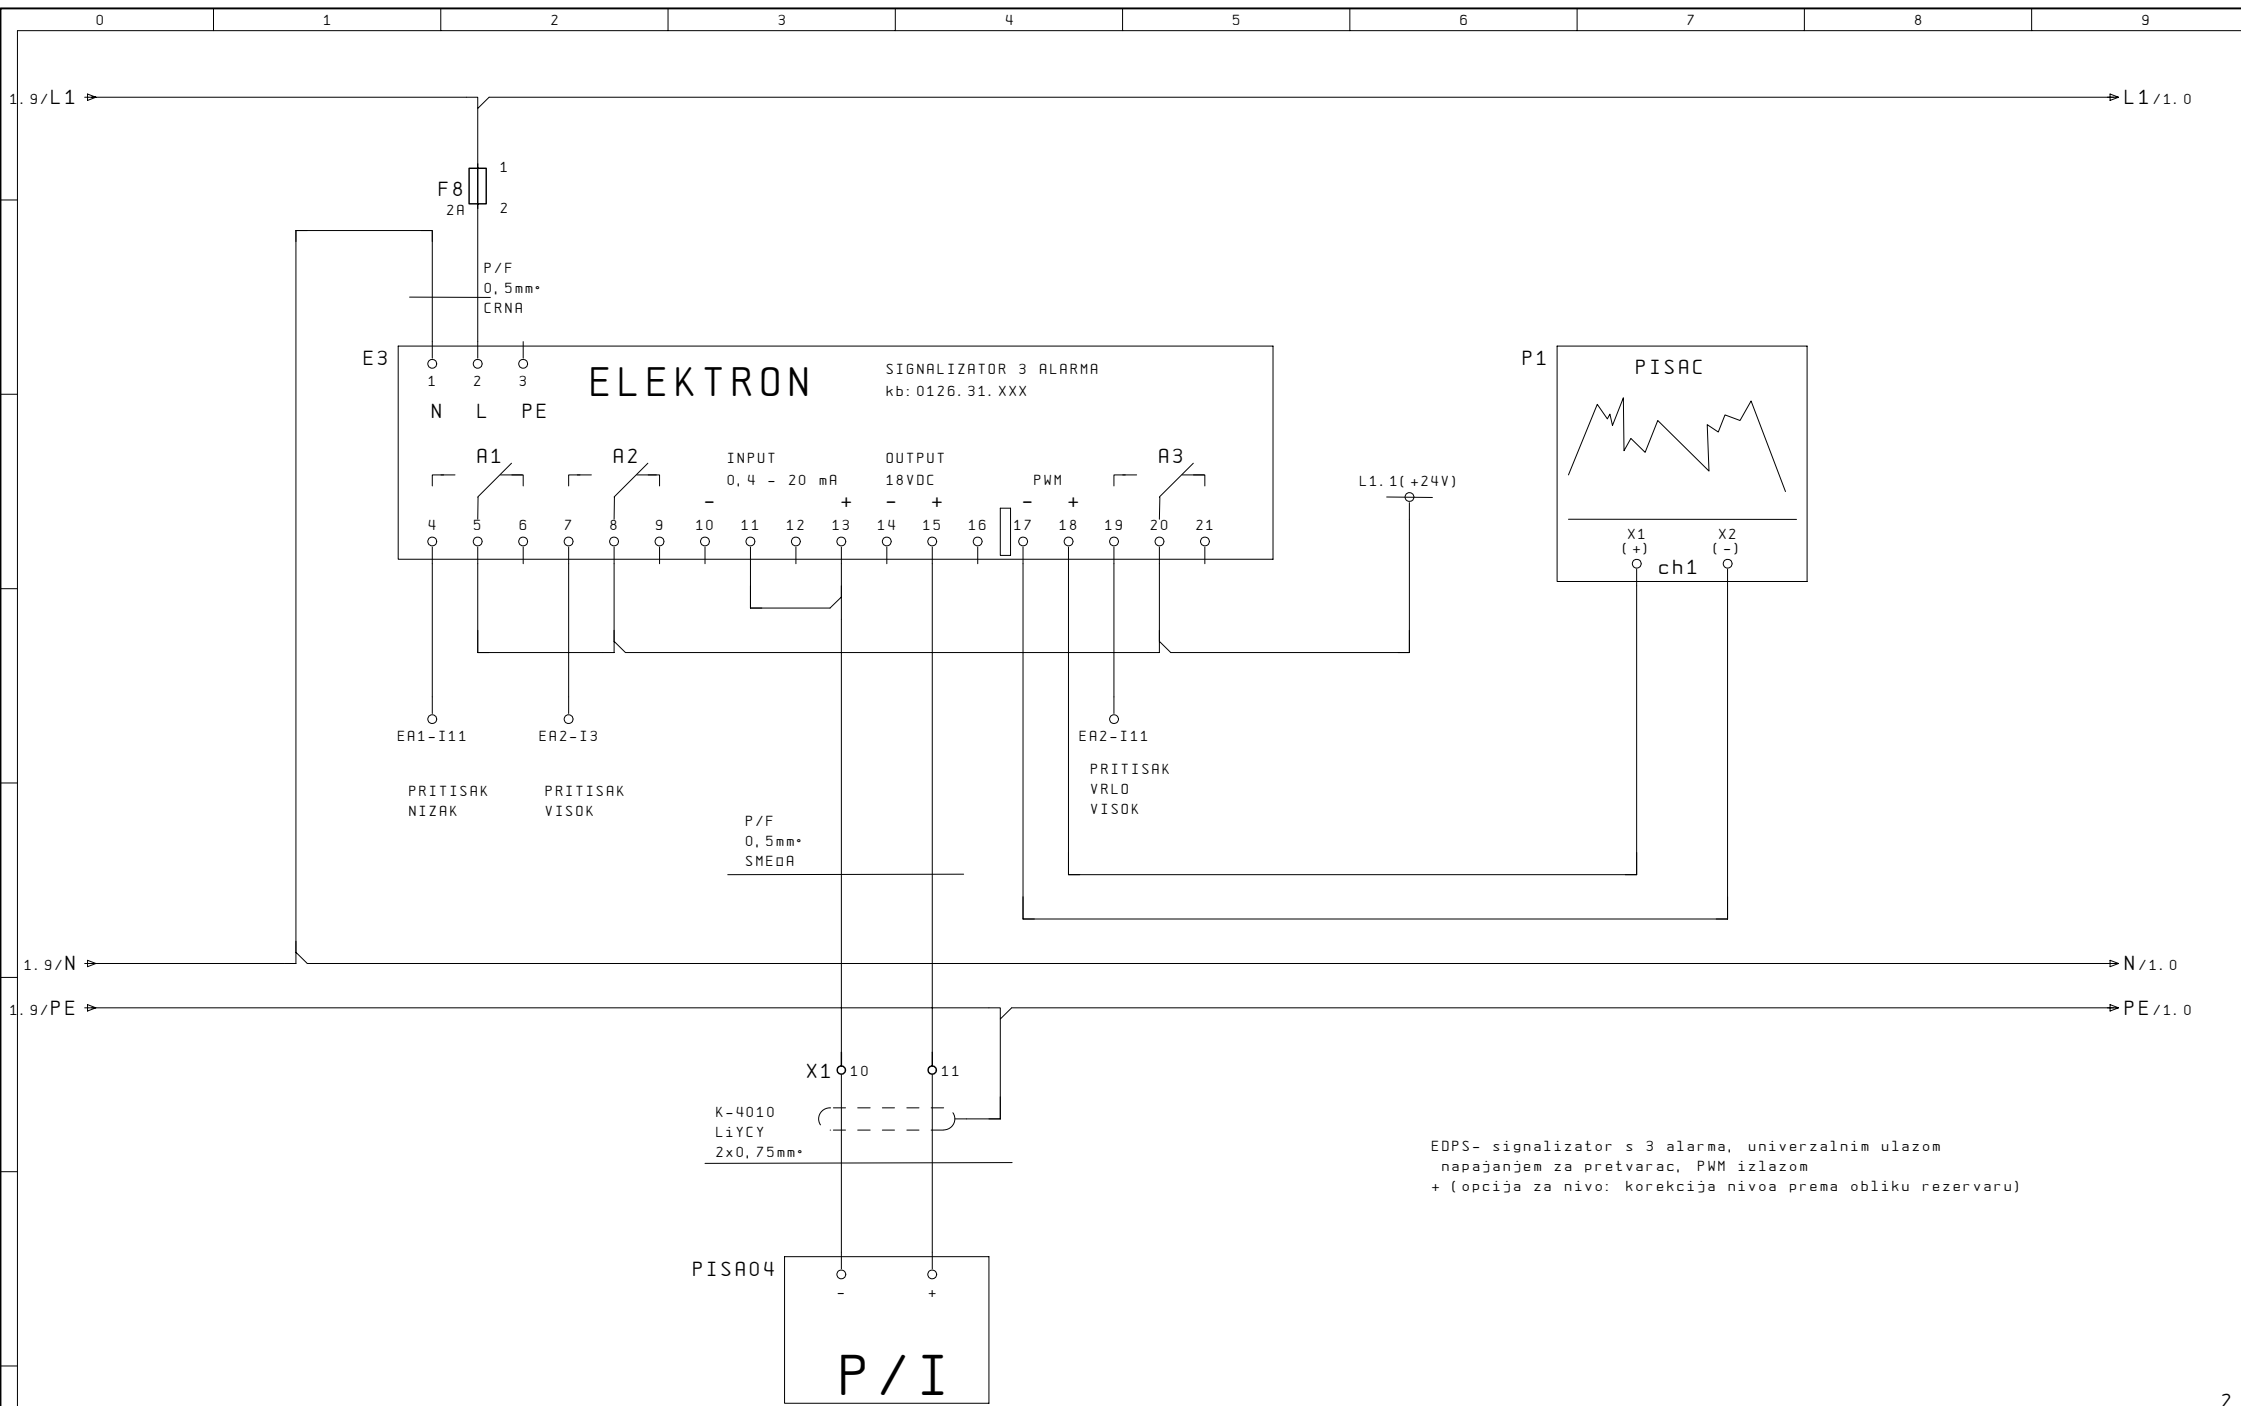 0 1 2 3 4 5 6 7 8 9
1.9/L1
L1/1.0
1
F8
2A
2
P/F
0,5mm°
CRNA
E3
1 2 3
N L PE
ELEKTRON
SIGNALIZATOR 3 ALARMA
kb:0126.31.XXX
P1
PISAC
A1
A2
INPUT
0,4 - 20 mA
OUTPUT
18VDC
PWM
A3
- + - + - +
4 5 6 7 8 9 10 11 12 13 14 15 16 17 18 19 20 21
L1.1(+24V)
X1
(+)
X2
(-)
ch1
EA1-I11
EA2-I3
EA2-I11
PRITISAK
NIZAK
PRITISAK
VISOK
PRITISAK
VRLO
VISOK
P/F
0,5mm°
SME¤A
1.9/N
N/1.0
1.9/PE
PE/1.0
X1 10
11
K-4010
LiYCY
2x0,75mm°
EDPS- signalizator s 3 alarma, univerzalnim ulazom
napajanjem za pretvarac, PWM izlazom
+ (opcija za nivo: korekcija nivoa prema obliku rezervaru)
PISA04
- +
P/I
2